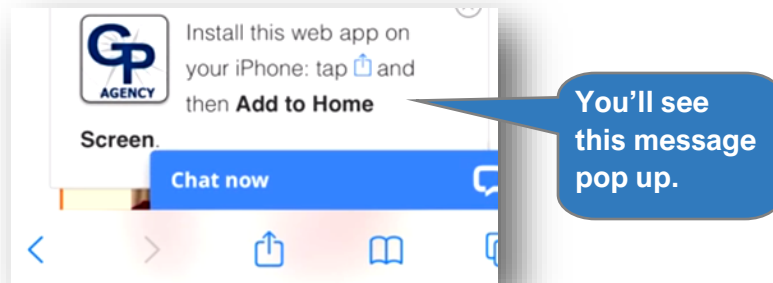 GP
AGENCY
Install this web app on
your iPhone: tap and
then Add to Home
Screen.
Chat now
You'll see
this message
pop up.